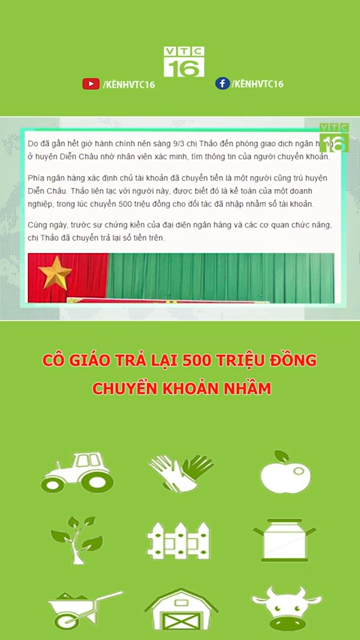 VTC
16
/KÊNHVTC16
/KÊNHVTC16
VTC
16
Do đã gần hết giờ hành chính nên sáng 9/3 chị Thảo đến phòng giao dịch ngân hàng
ở huyện Diễn Châu nhờ nhân viên xác minh, tìm thông tin của người chuyển khoản.
Phía ngân hàng xác định chủ tài khoản đã chuyển tiền là một người cũng trú huyện
Diễn Châu. Thảo liên lạc với người này, được biết đó là kế toán của một doanh
nghiệp, trong lúc chuyển 500 triệu đồng cho đối tác đã nhập nhầm số tài khoản.
Cùng ngày, trước sự chứng kiến của đại diện ngân hàng và các cơ quan chức năng,
chị Thảo đã chuyển trả lại số tiền trên.
CÔ GIÁO TRẢ LẠI 500 TRIỆU ĐỒNG
CHUYỂN KHOẢN NHẦM